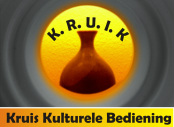 K. R. U. I. K
Kruis Kulturele Bediening